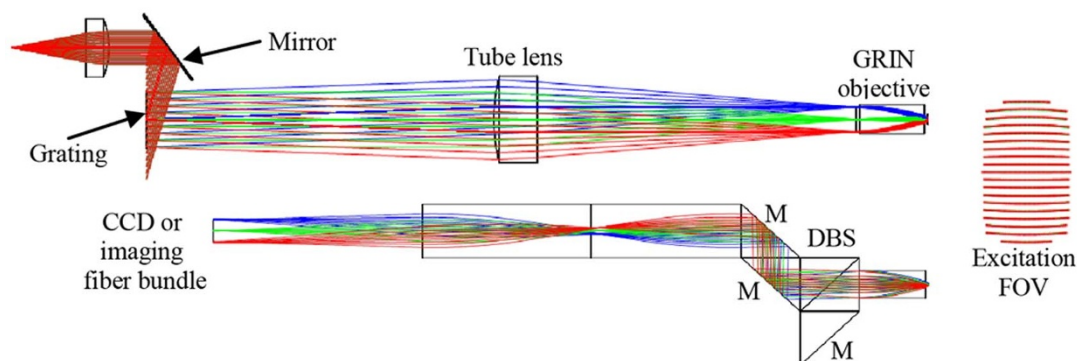 Mirror
Grating
Tube lens
GRIN
objective
CCD or
imaging
fiber bundle
M
DBS
M
M
Excitation
FOV